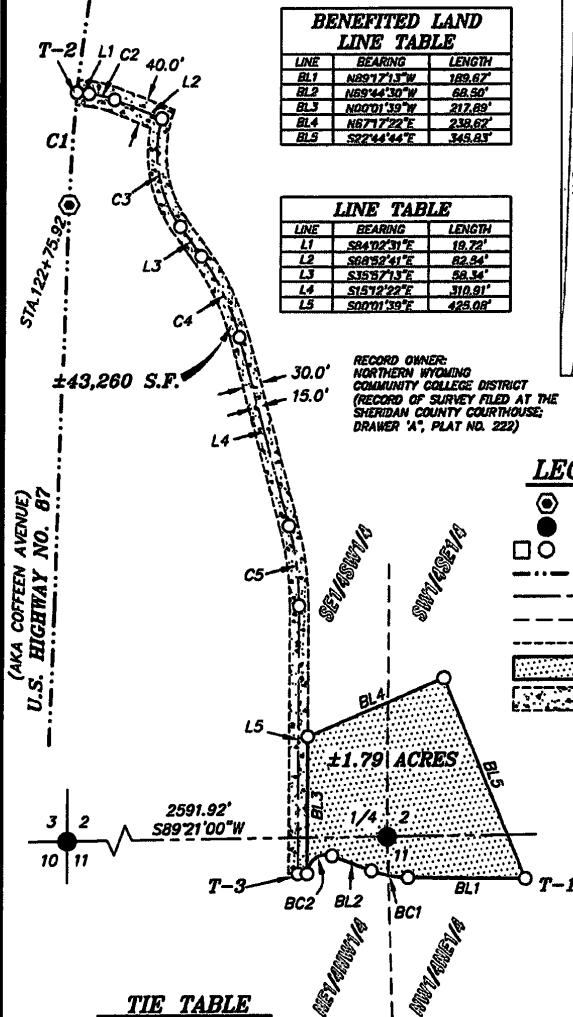 BENEFITED LAND
LINE TABLE
LINE BEARING LENGTH
BL1 N89°17'13"W 189.67'
BL2 N69°44'30"W 68.50'
BL3 N00°01'39"W 217.89'
BL4 N67°17'22"E 238.62'
BL5 S22°44'44"E 345.83'
LINE TABLE
LINE BEARING LENGTH
L1 S84°02'31"E 19.72'
L2 S68°52'41"E 82.94'
L3 S35°57'13"E 58.34'
L4 S15°12'22"E 310.91'
L5 S00°01'39"E 425.08'
T-2
L1
C2
40.0'
L2
C1
C3
STA.122+75.92
L3
C4
±43,260 S.F.
30.0'
15.0'
RECORD OWNER:
NORTHERN WYOMING
COMMUNITY COLLEGE DISTRICT
(RECORD OF SURVEY FILED AT THE
SHERIDAN COUNTY COURTHOUSE;
DRAWER "A", PLAT NO. 222)
L4
LEG
(AKA COFFEEN AVENUE)
U.S. HIGHWAY NO. 87
C5
SE1/4SW1/4
SW1/4SE1/4
BL4
L5
±1.79 ACRES
BL3
BL5
2591.92'
S89°21'00"W
3 2
10 11
1/4 2
11
T-3
BC2
BL2
BC1
BL1
T-1
NE1/4NW1/4
NW1/4NE1/4
TIE TABLE